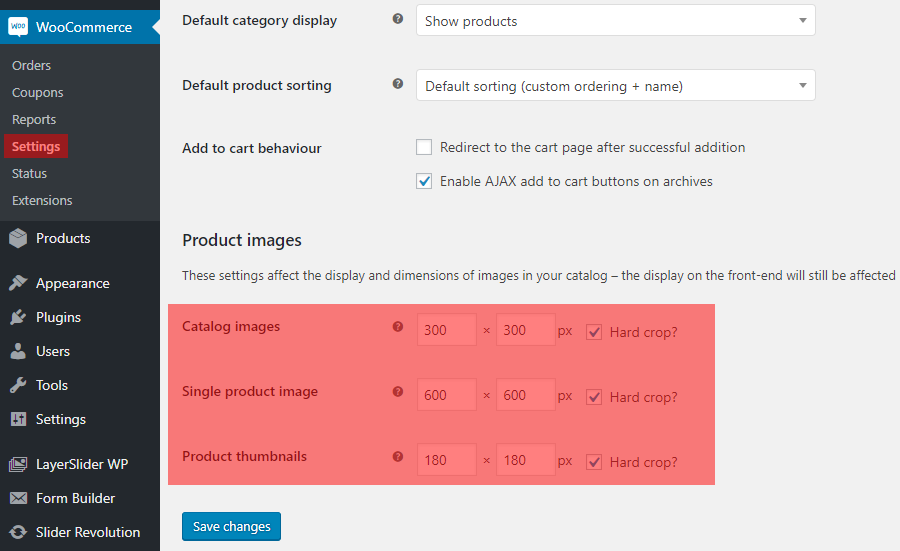 WOO WooCommerce
Orders
Coupons
Reports
Settings
Status
Extensions
Products
Appearance
Plugins
Users
Tools
Settings
LayerSlider WP
Form Builder
Slider Revolution
Default category display ? Show products
Default product sorting ? Default sorting (custom ordering + name)
Add to cart behaviour Redirect to the cart page after successful addition
Enable AJAX add to cart buttons on archives
Product images
These settings affect the display and dimensions of images in your catalog – the display on the front-end will still be affected
Catalog images ? 300 × 300 px Hard crop?
Single product image ? 600 × 600 px Hard crop?
Product thumbnails ? 180 × 180 px Hard crop?
Save changes